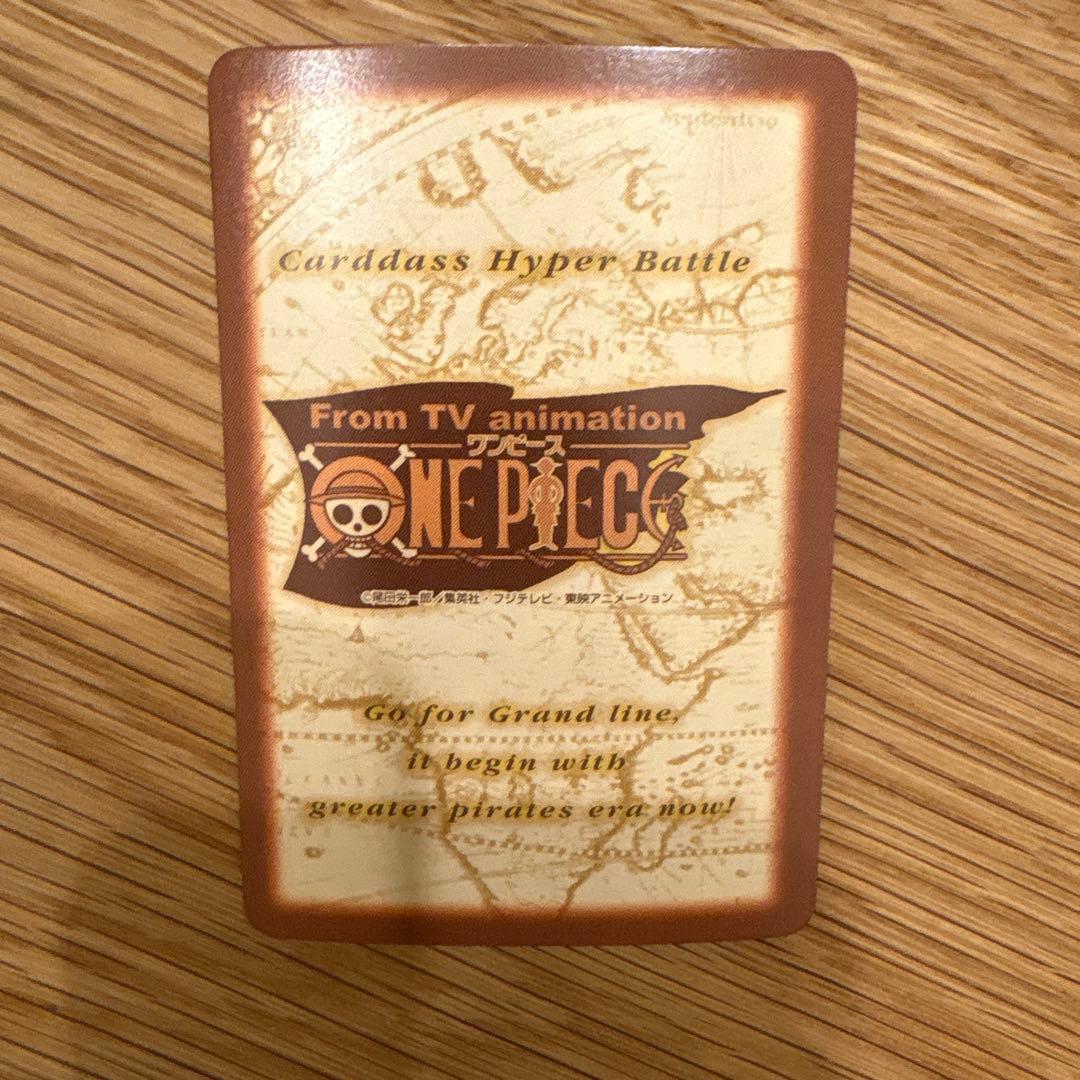 Carddass Hyper Battle
From TV animation
ワンピース
ONE PIECE
©尾田栄一郎／集英社・フジテレビ・東映アニメーション
Go for Grand line,
it begin with
greater pirates era now!